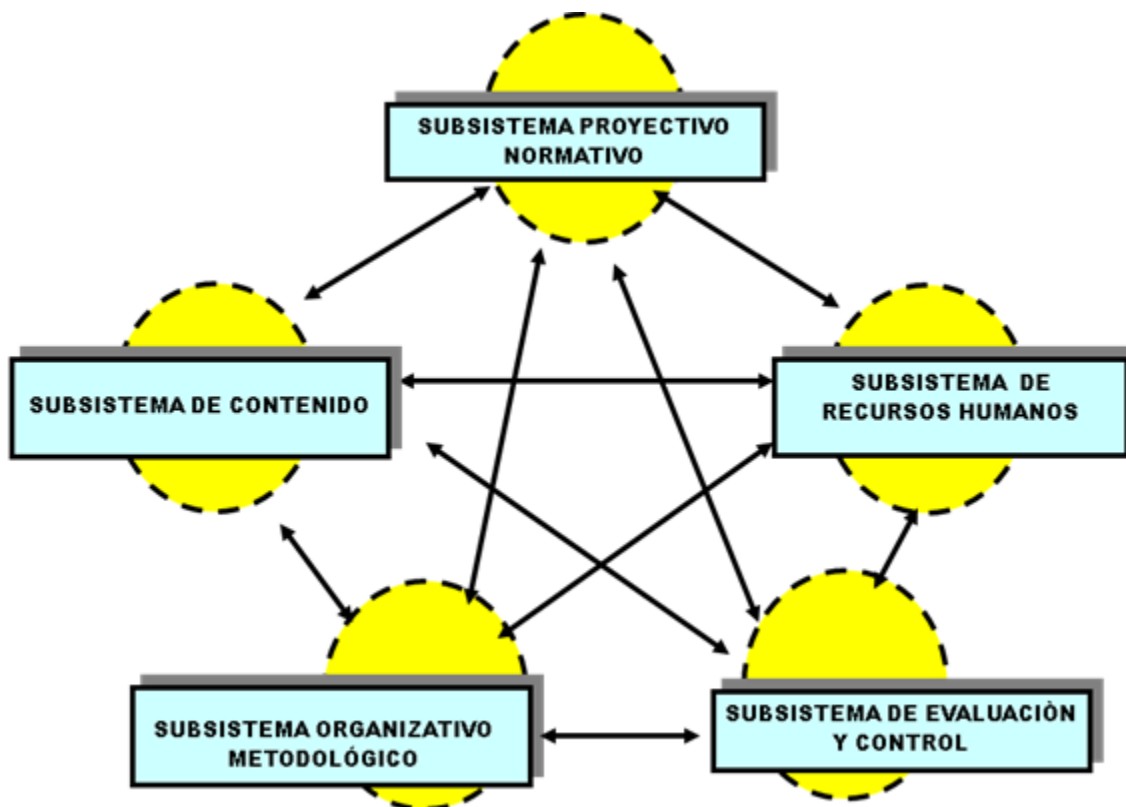 SUBSISTEMA PROYECTIVO
NORMATIVO
SUBSISTEMA DE CONTENIDO
SUBSISTEMA DE
RECURSOS HUMANOS
SUBSISTEMA ORGANIZATIVO
METODOLÓGICO
SUBSISTEMA DE EVALUACIÒN
Y CONTROL